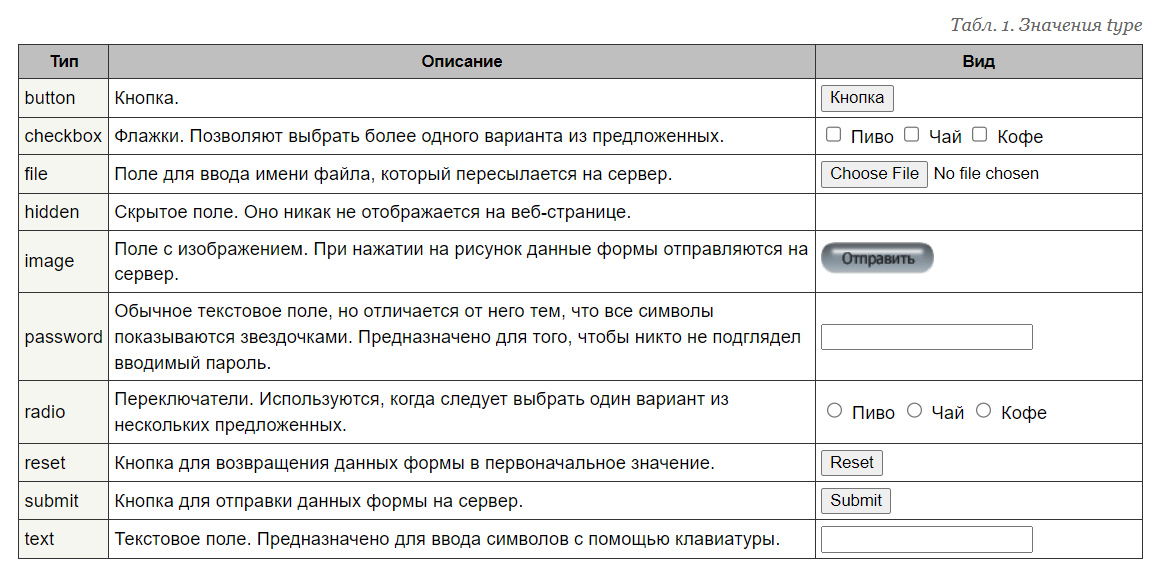 Табл. 1. Значения type
Тип Описание Вид
button Кнопка. Кнопка
checkbox Флажки. Позволяют выбрать более одного варианта из предложенных. Пиво Чай Кофе
file Поле для ввода имени файла, который пересылается на сервер. Choose File No file chosen
hidden Скрытое поле. Оно никак не отображается на веб-странице.
image Поле с изображением. При нажатии на рисунок данные формы отправляются на
сервер. Отправить
Обычное текстовое поле, но отличается от него тем, что все символы
password показываются звездочками. Предназначено для того, чтобы никто не подглядел
вводимый пароль.
radio Переключатели. Используются, когда следует выбрать один вариант из
нескольких предложенных. Пиво Чай Кофе
reset Кнопка для возвращения данных формы в первоначальное значение. Reset
submit Кнопка для отправки данных формы на сервер. Submit
text Текстовое поле. Предназначено для ввода символов с помощью клавиатуры.